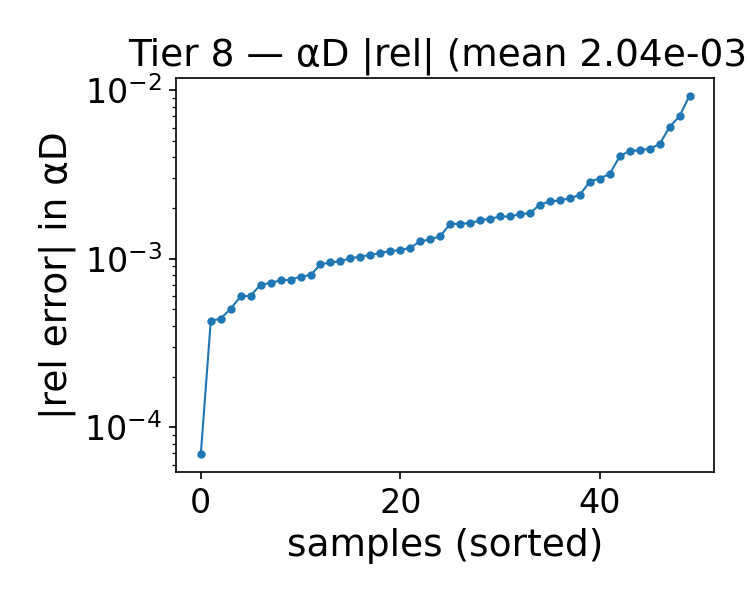 Tier 8 — αD |rel| (mean 2.04e-03
10⁻²
10⁻³
10⁻⁴
|rel error| in αD
0 20 40
samples (sorted)